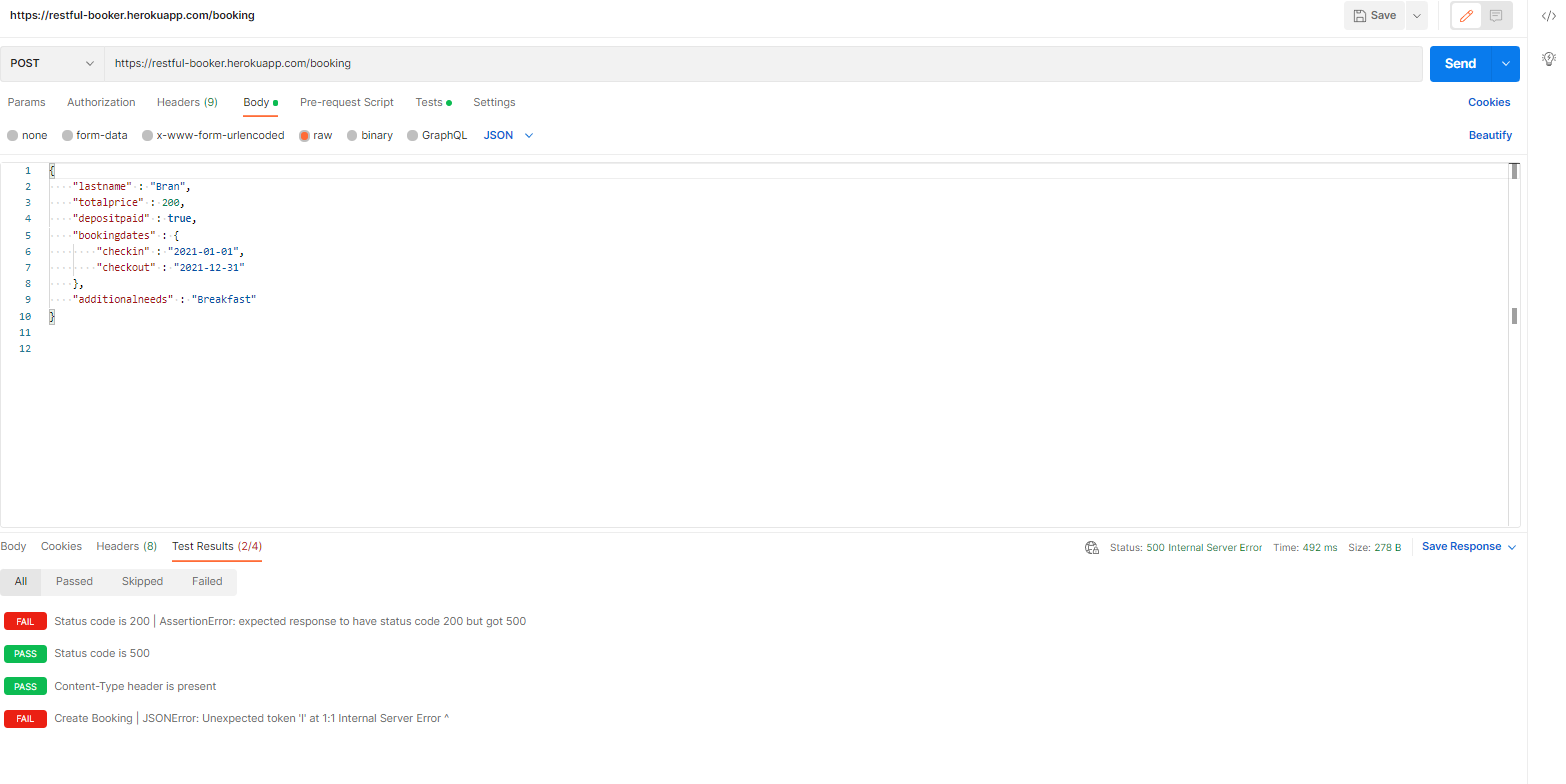 https://restful-booker.herokuapp.com/booking
Save
</>
POST
https://restful-booker.herokuapp.com/booking
Send
Params Authorization Headers (9) Body Pre-request Script Tests Settings Cookies
none form-data x-www-form-urlencoded raw binary GraphQL JSON Beautify
1 {
2 "lastname" : "Bran",
3 "totalprice" : 200,
4 "depositpaid" : true,
5 "bookingdates" : {
6 "checkin" : "2021-01-01",
7 "checkout" : "2021-12-31"
8 },
9 "additionalneeds" : "Breakfast"
10 }
11
12
Body Cookies Headers (8) Test Results (2/4) Status: 500 Internal Server Error Time: 492 ms Size: 278 B Save Response
All Passed Skipped Failed
FAIL Status code is 200 | AssertionError: expected response to have status code 200 but got 500
PASS Status code is 500
PASS Content-Type header is present
FAIL Create Booking | JSONError: Unexpected token 'I' at 1:1 Internal Server Error ^